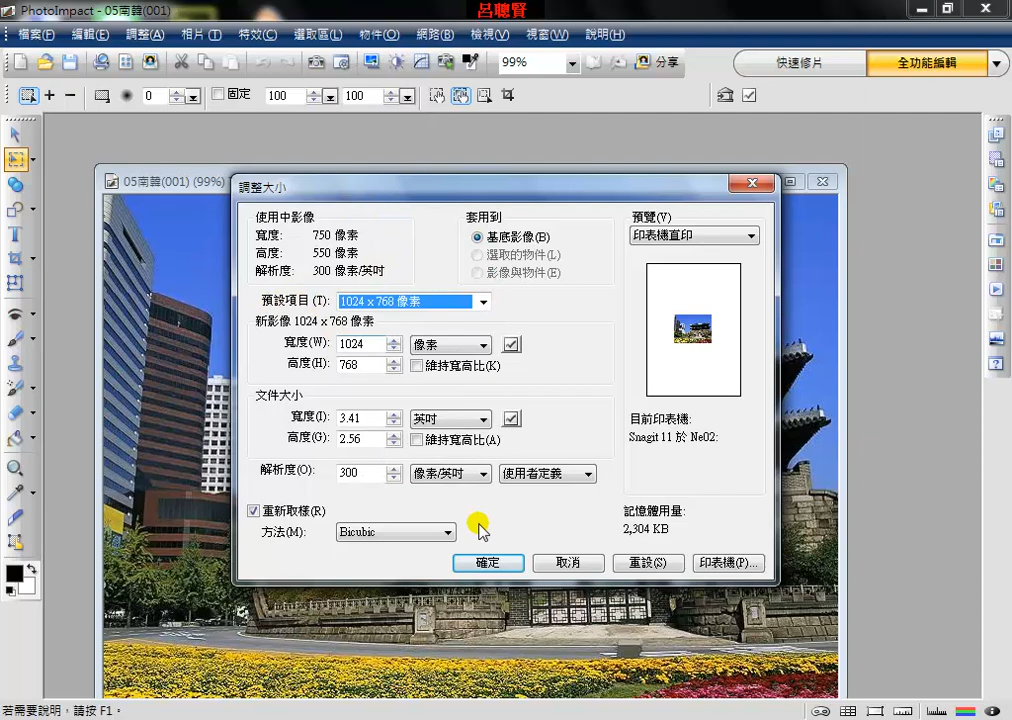 PhotoImpact - 05南韓(001)
呂聰賢
檔案(F) 編輯(E) 調整(A) 相片(T) 特效(C) 選取區(L) 物件(O) 網路(B) 檢視(V) 視窗(W) 說明(H)
99% 分享 快速修片 全功能編輯
0 固定 100 100
05南韓(001) (99%)
調整大小
使用中影像
寬度: 750 像素
高度: 550 像素
解析度: 300 像素/英吋
套用到
基底影像(B)
選取的物件(L)
影像與物件(E)
預覽(V)
印表機直印
預設項目(T): 1024 x 768 像素
新影像 1024 x 768 像素
寬度(W): 1024 像素
高度(H): 768 維持寬高比(K)
文件大小
寬度(I): 3.41 英吋
高度(G): 2.56 維持寬高比(A)
解析度(O): 300 像素/英吋 使用者定義
目前印表機:
Snagit 11 於 Ne02:
重新取樣(R)
方法(M): Bicubic
記憶體用量:
2,304 KB
確定 取消 重設(S) 印表機(P)...
若需要說明，請按 F1。